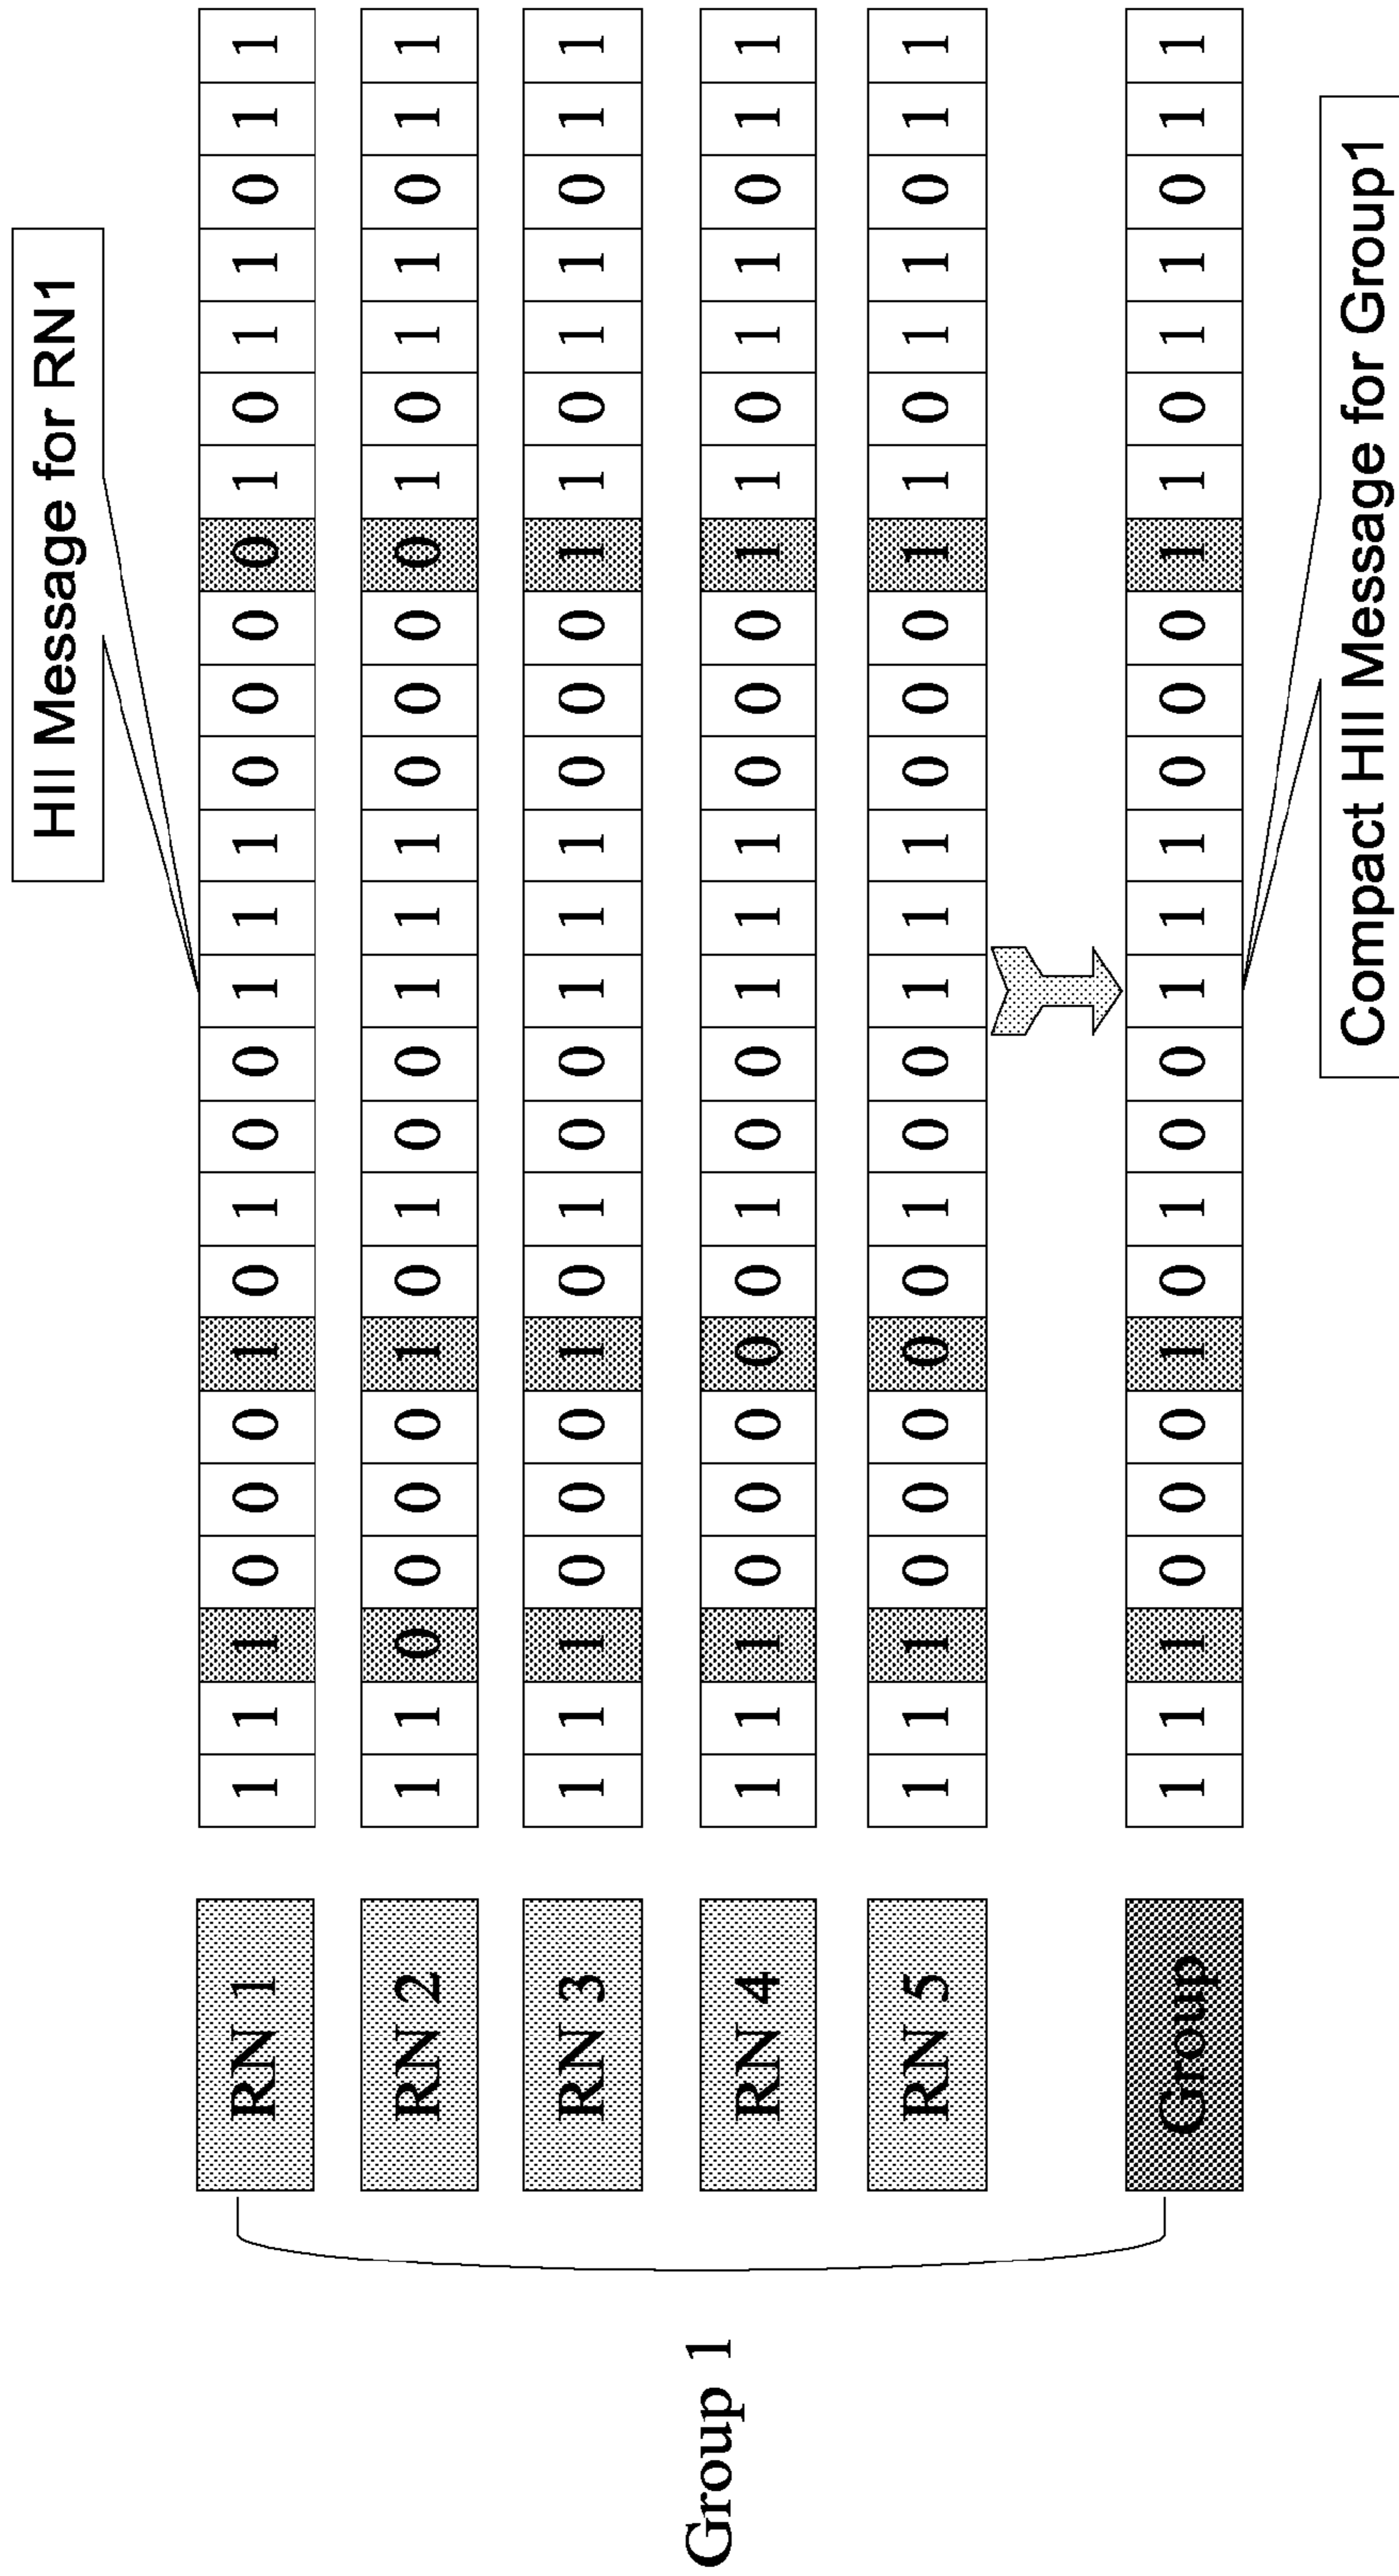 HII Message for RN1
RN 1 1 1 1 0 0 0 1 0 1 0 0 1 1 1 0 0 0 0 1 0 1 1 0 1 1
RN 2 1 1 0 0 0 0 1 0 1 0 0 1 1 1 0 0 0 0 1 0 1 1 0 1 1
RN 3 1 1 1 0 0 0 1 0 1 0 0 1 1 1 0 0 0 1 1 0 1 1 0 1 1
Group 1
RN 4 1 1 1 0 0 0 0 0 1 0 0 1 1 1 0 0 0 1 1 0 1 1 0 1 1
RN 5 1 1 1 0 0 0 0 0 1 0 0 1 1 1 0 0 0 1 1 0 1 1 0 1 1
Group 1 1 1 0 0 0 1 0 1 0 0 1 1 1 0 0 0 1 1 0 1 1 0 1 1
Compact HII Message for Group1